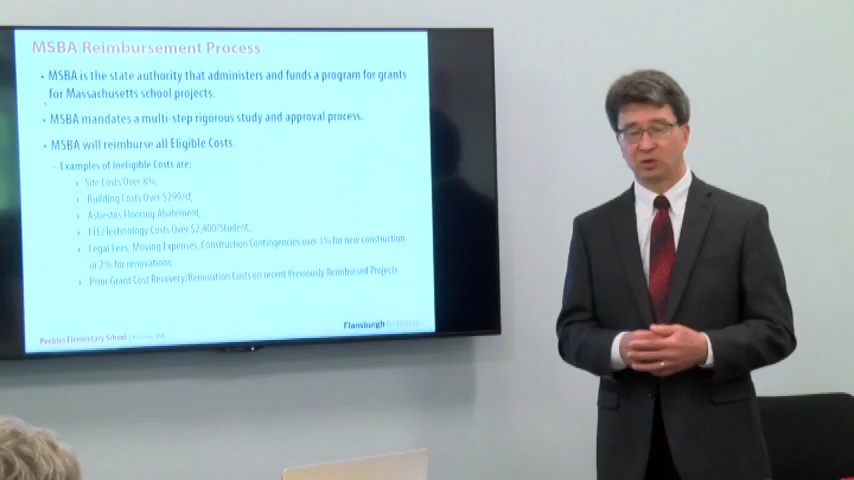 MSBA Reimbursement Process
• MSBA is the state authority that administers and funds a program for grants
for Massachusetts school projects.
• MSBA mandates a multi-step rigorous study and approval process.
• MSBA will reimburse all Eligible Costs.
– Examples of Ineligible Costs are:
› Site Costs Over 8%,
› Building Costs Over $299/sf,
› Asbestos Flooring Abatement,
› FFE/Technology Costs Over $2,400/Student,
› Legal Fees, Moving Expenses, Construction Contingencies over 1% for new construction
or 2% for renovations.
› Prior Grant Cost Recovery/Renovation Costs on recent Previously Reimbursed Projects
Flansburgh Architects
Peebles Elementary School | Bourne, MA